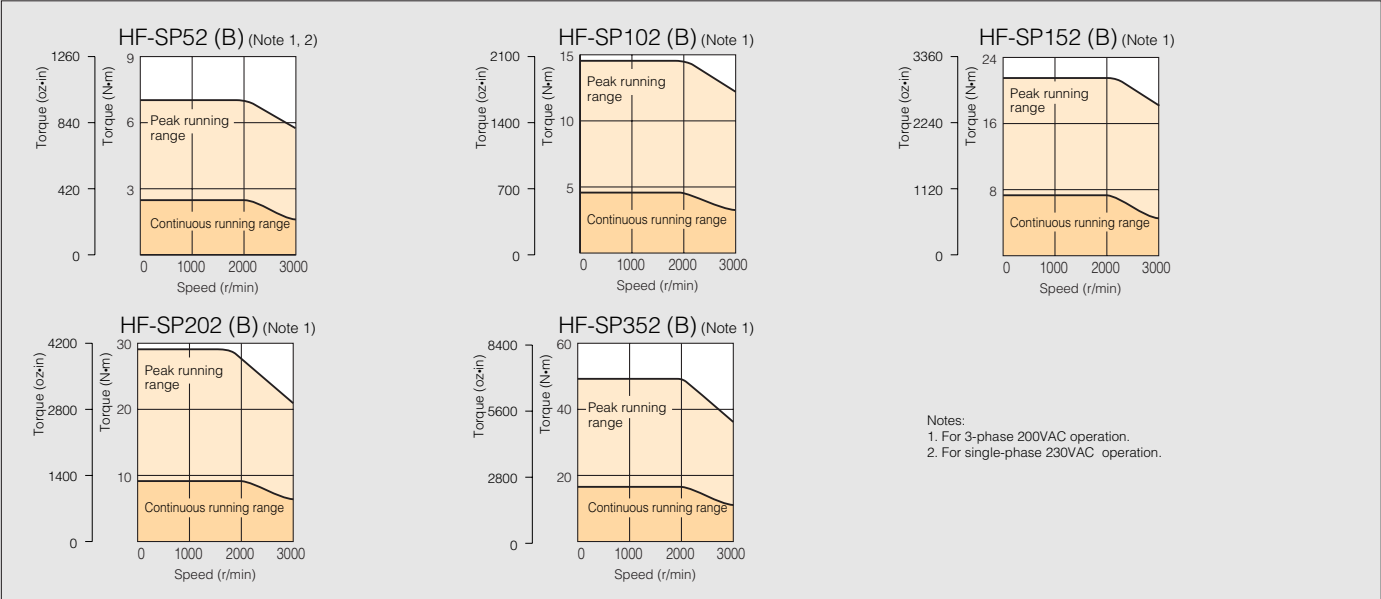 HF-SP52 (B) (Note 1, 2)
1260
840
420
0
Torque (oz•in)
Torque (N•m)
9
6
3
Peak running
range
Continuous running range
0 1000 2000 3000
Speed (r/min)
HF-SP102 (B) (Note 1)
2100
1400
700
0
Torque (oz•in)
Torque (N•m)
15
10
5
Peak running
range
Continuous running range
0 1000 2000 3000
Speed (r/min)
HF-SP152 (B) (Note 1)
3360
2240
1120
0
Torque (oz•in)
Torque (N•m)
24
16
8
Peak running
range
Continuous running range
0 1000 2000 3000
Speed (r/min)
HF-SP202 (B) (Note 1)
4200
2800
1400
0
Torque (oz•in)
Torque (N•m)
30
20
10
Peak running
range
Continuous running range
0 1000 2000 3000
Speed (r/min)
HF-SP352 (B) (Note 1)
8400
5600
2800
0
Torque (oz•in)
Torque (N•m)
60
40
20
Peak running
range
Continuous running range
0 1000 2000 3000
Speed (r/min)
Notes:
1. For 3-phase 200VAC operation.
2. For single-phase 230VAC operation.